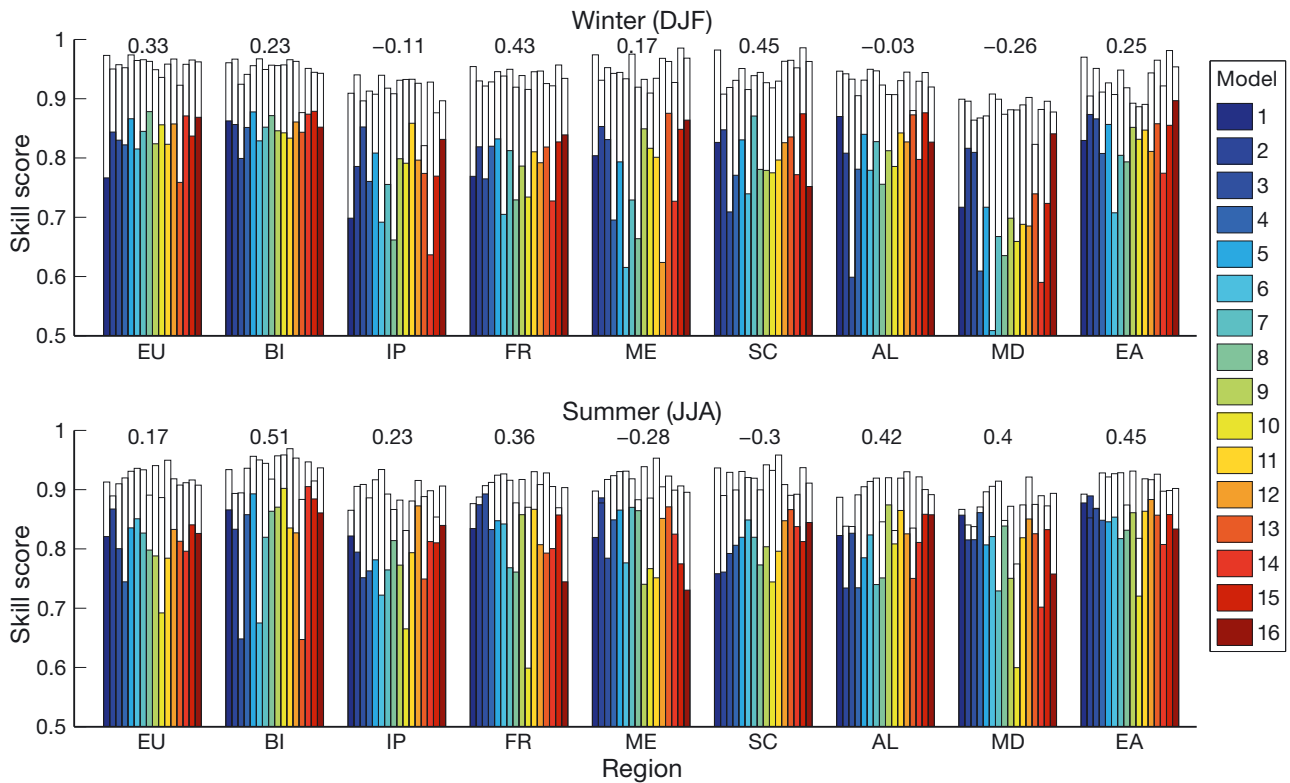 Winter (DJF)
0.33 0.23 −0.11 0.43 0.17 0.45 −0.03 −0.26 0.25
1
0.9
0.8
0.7
0.6
0.5
Skill score
EU BI IP FR ME SC AL MD EA
Summer (JJA)
0.17 0.51 0.23 0.36 −0.28 −0.3 0.42 0.4 0.45
1
0.9
0.8
0.7
0.6
0.5
Skill score
EU BI IP FR ME SC AL MD EA
Region
Model
1
2
3
4
5
6
7
8
9
10
11
12
13
14
15
16